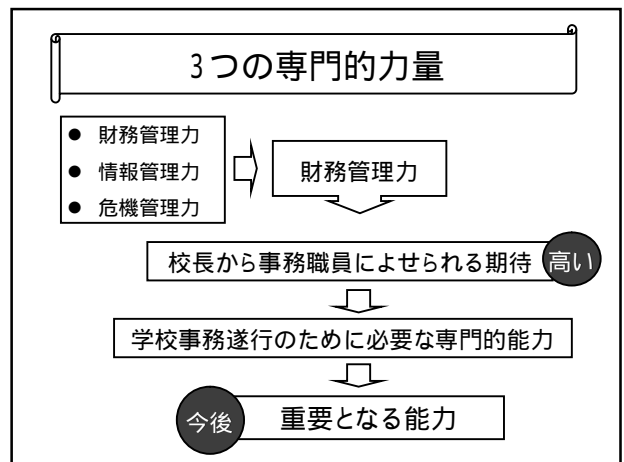 3つの専門的力量
● 財務管理力
● 情報管理力
● 危機管理力
財務管理力
校長から事務職員によせられる期待
高い
学校事務遂行のために必要な専門的能力
今後
重要となる能力